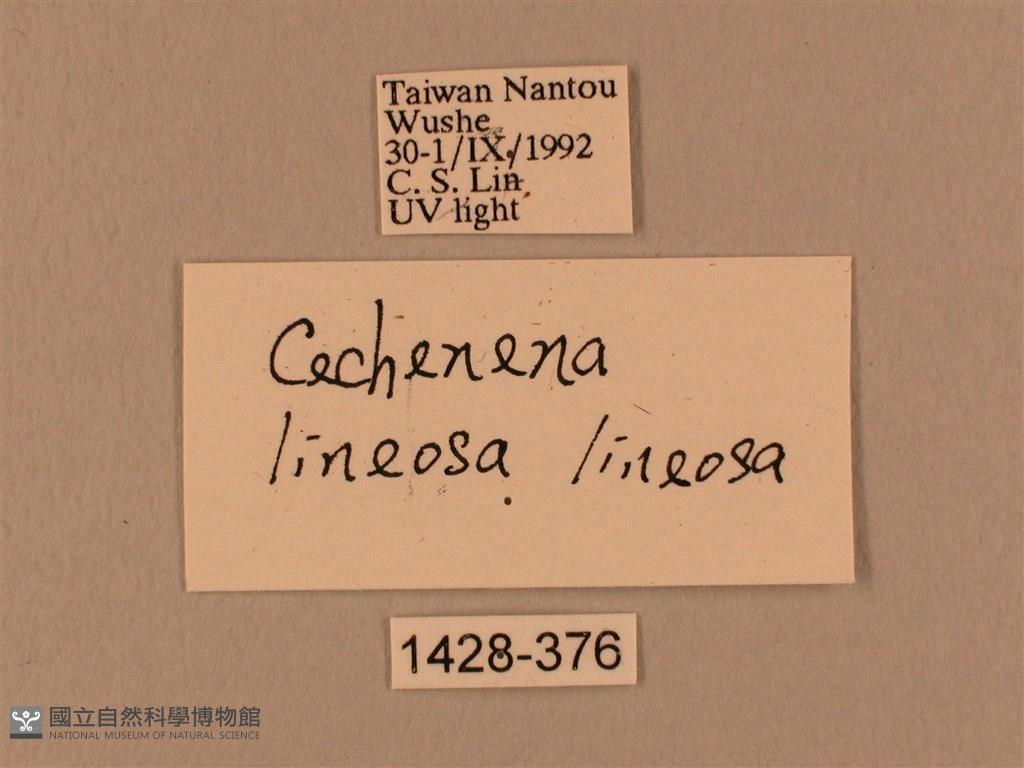 Taiwan Nantou
Wushe
30-1/IX/1992
C. S. Lin
UV light
Cechenena
lineosa lineosa
1428-376
國立自然科學博物館
NATIONAL MUSEUM OF NATURAL SCIENCE